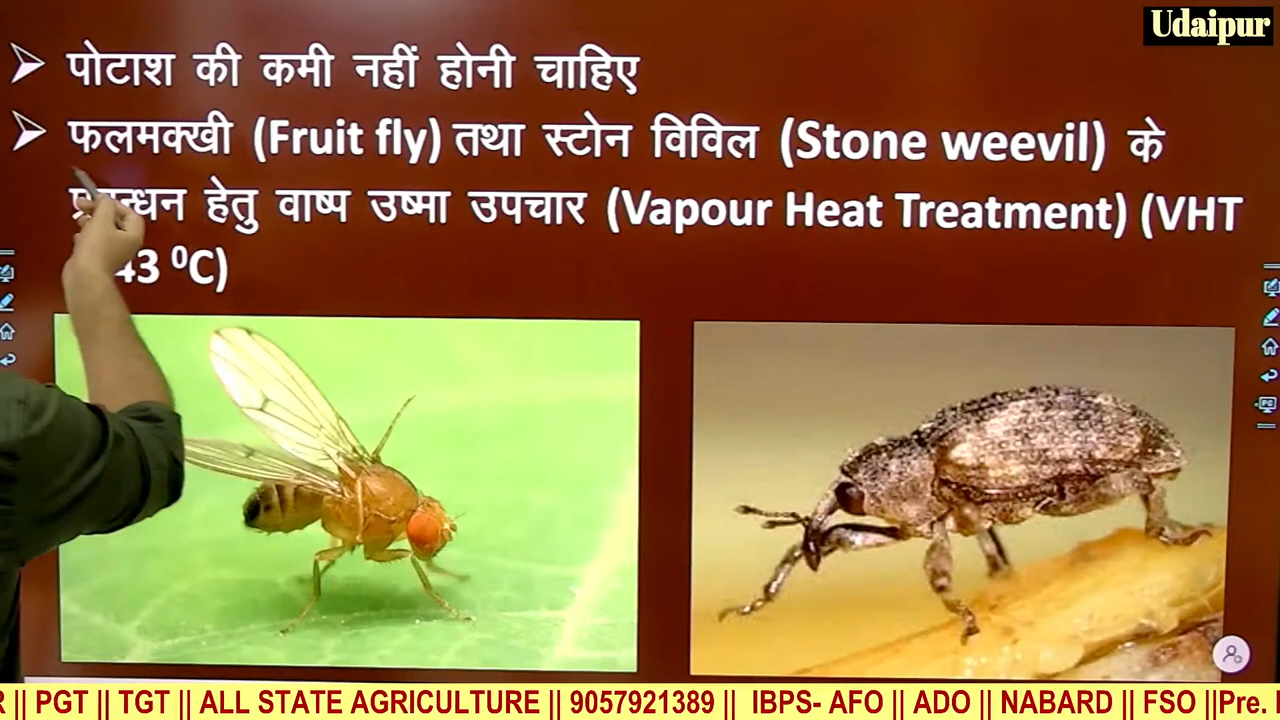 Udaipur
पोटाश की कमी नहीं होनी चाहिए
फलमक्खी (Fruit fly) तथा स्टोन विविल (Stone weevil) के
हेतु वाष्प उष्मा उपचार (Vapour Heat Treatment) (VHT
43 ⁰C)
|| PGT || TGT || ALL STATE AGRICULTURE || 9057921389 || IBPS- AFO || ADO || NABARD || FSO ||Pre.